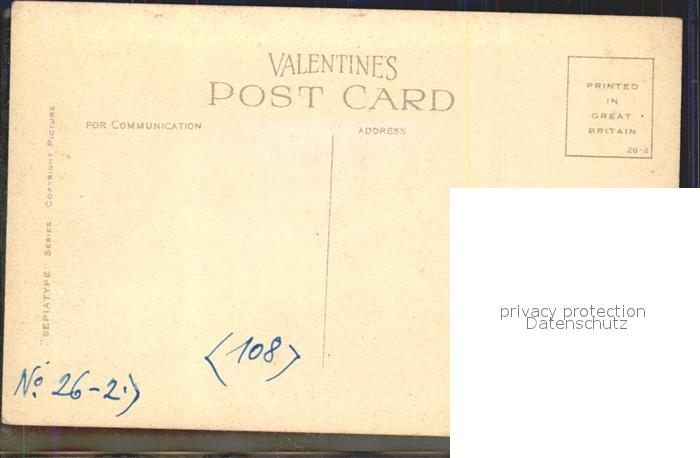 VALENTINE'S
POST CARD
FOR COMMUNICATION
ADDRESS
PRINTED
IN
GREAT
BRITAIN
26-2
"SEPIATYPE" SERIES. COPYRIGHT PICTURE
(108)
No. 26-2.)
privacy protection
Datenschutz